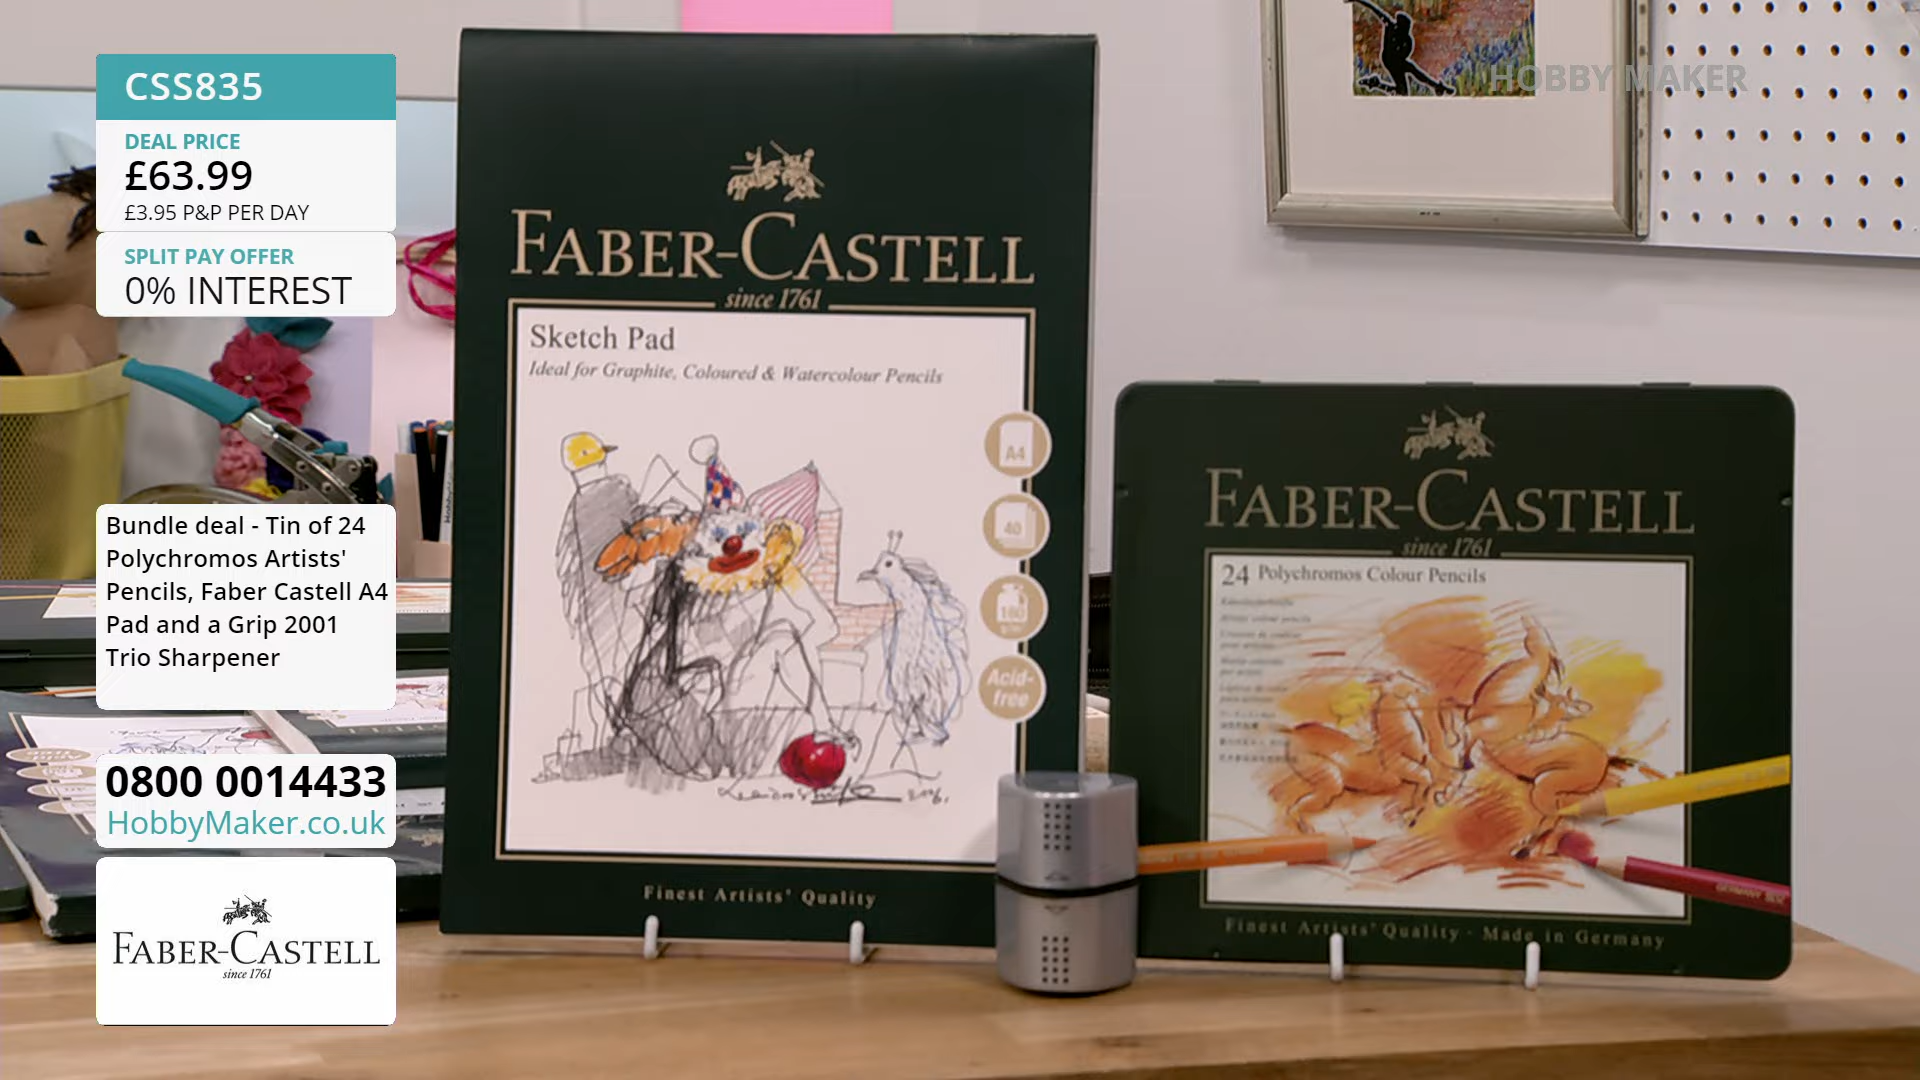 CSS835
DEAL PRICE
£63.99
£3.95 P&P PER DAY
SPLIT PAY OFFER
0% INTEREST
Bundle deal - Tin of 24
Polychromos Artists'
Pencils, Faber Castell A4
Pad and a Grip 2001
Trio Sharpener
0800 0014433
HobbyMaker.co.uk
FABER-CASTELL
since 1761
FABER-CASTELL
since 1761
Sketch Pad
Ideal for Graphite, Coloured & Watercolour Pencils
A4
40
160
Acid-
free
Finest Artists' Quality
HOBBY MAKER
FABER-CASTELL
since 1761
24 Polychromos Colour Pencils
Finest Artists' Quality · Made in Germany